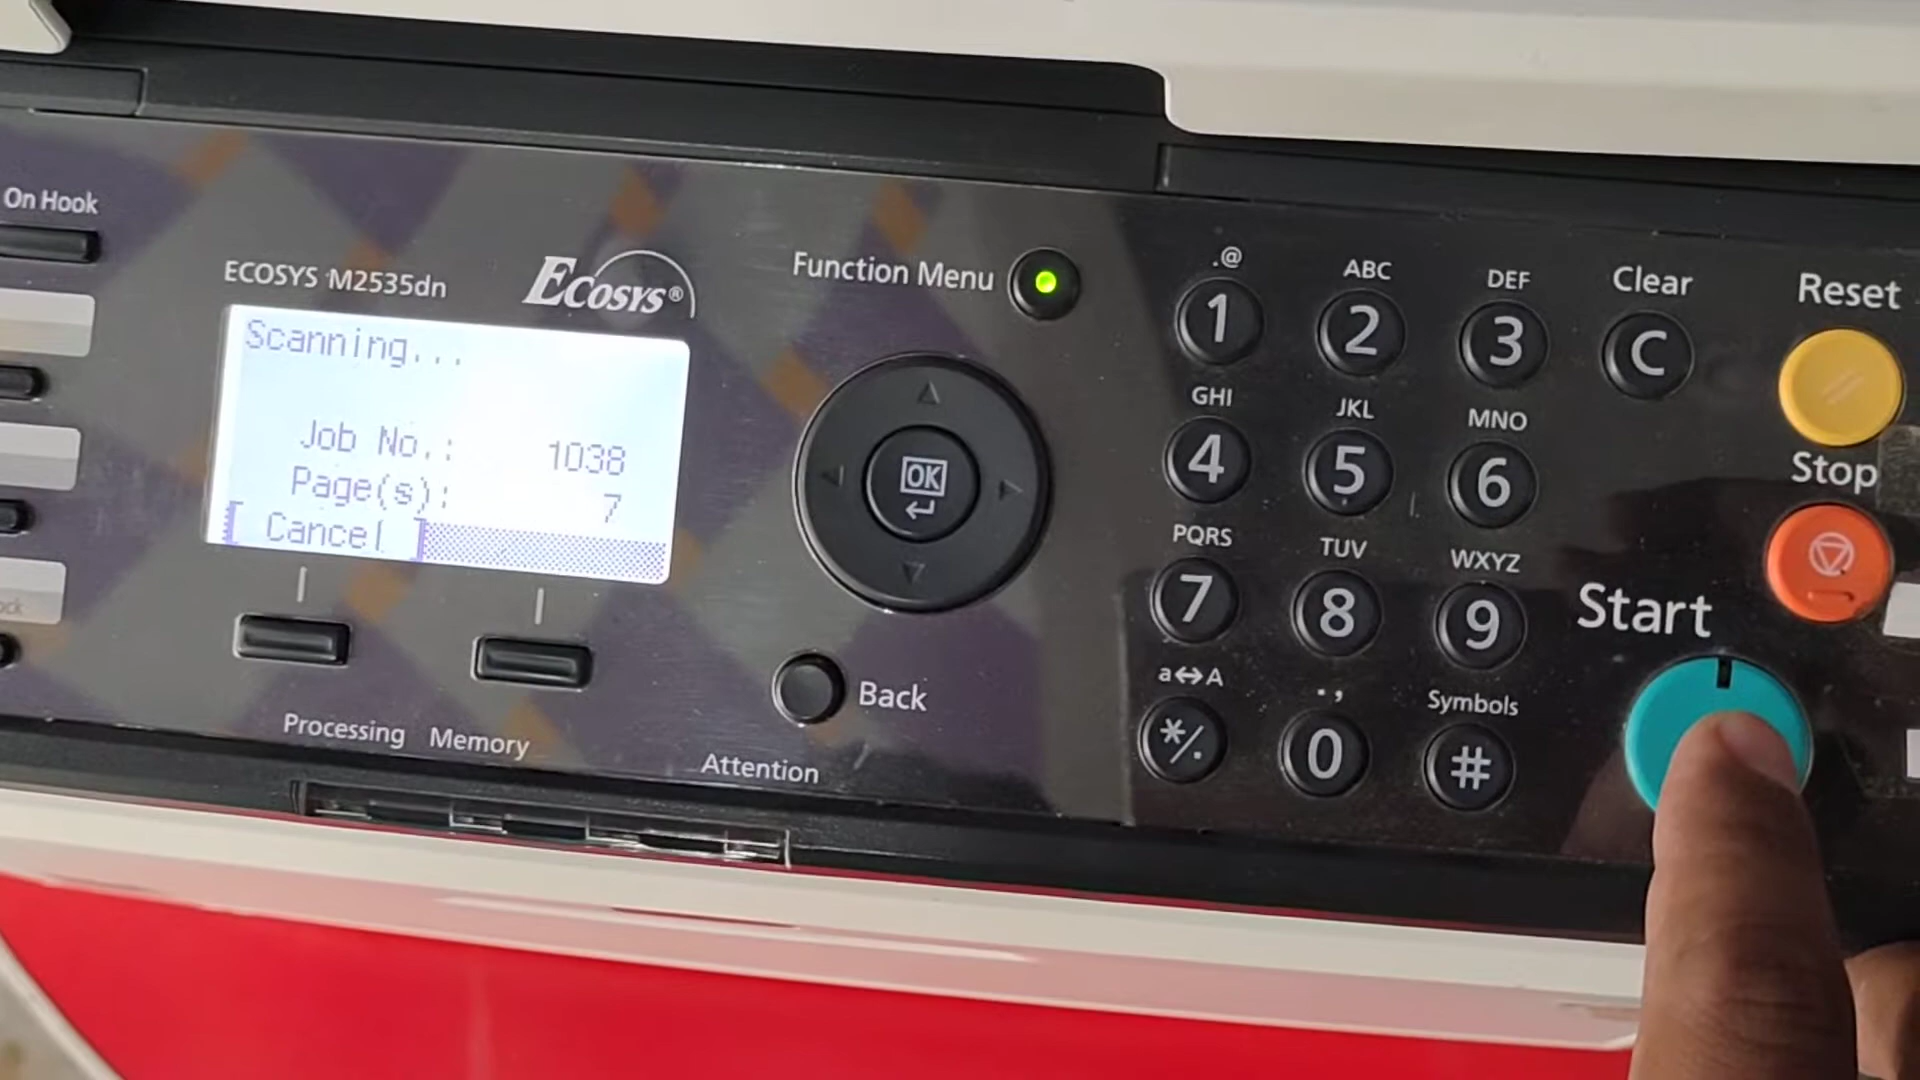 On Hook
ECOSYS M2535dn
ECOSYS®
Scanning...
Job No.: 1038
Page(s): 7
[ Cancel ]
Processing
Memory
Attention
Function Menu
OK
Back
.@
1
ABC
2
DEF
3
Clear
C
GHI
4
JKL
5
MNO
6
PQRS
7
TUV
8
WXYZ
9
a↔A
*/.
.,
0
Symbols
#
Reset
Stop
Start